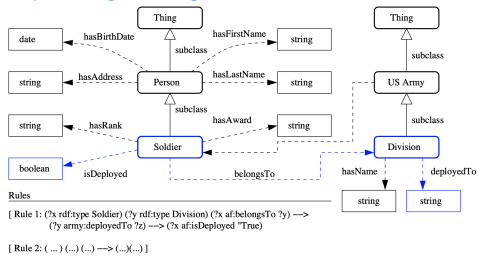 Thing
Thing
date
hasBirthDate
hasFirstName
string
subclass
subclass
string
hasAddress
Person
hasLastName
string
US Army
subclass
subclass
string
hasRank
hasAward
string
boolean
isDeployed
Soldier
belongsTo
Division
hasName
deployedTo
string
string
Rules
[ Rule 1: (?x rdf:type Soldier) (?y rdf:type Division) (?x af:belongsTo ?y) -->
(?y army:deployedTo ?z) --> (?x af:isDeployed "True)
[ Rule 2: ( ... ) (...) (...) --> (...)(...) ]